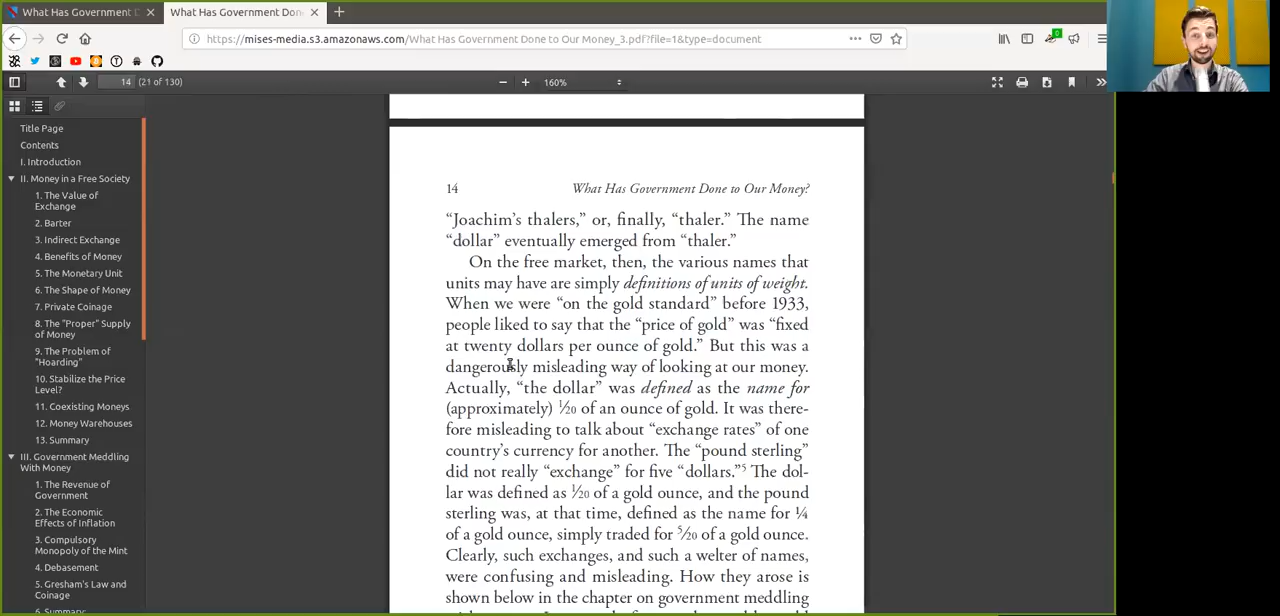 What Has Government D
What Has Government Don
https://mises-media.s3.amazonaws.com/What Has Government Done to Our Money_3.pdf?file=1&type=document
0
14
(21 of 130)
160%
Title Page
Contents
I. Introduction
II. Money in a Free Society
1. The Value of
Exchange
2. Barter
3. Indirect Exchange
4. Benefits of Money
5. The Monetary Unit
6. The Shape of Money
7. Private Coinage
8. The "Proper" Supply
of Money
9. The Problem of
"Hoarding"
10. Stabilize the Price
Level?
11. Coexisting Moneys
12. Money Warehouses
13. Summary
III. Government Meddling
With Money
1. The Revenue of
Government
2. The Economic
Effects of Inflation
3. Compulsory
Monopoly of the Mint
4. Debasement
5. Gresham's Law and
Coinage
6. Summary
14 What Has Government Done to Our Money?
“Joachim’s thalers,” or, finally, “thaler.” The name
“dollar” eventually emerged from “thaler.”
On the free market, then, the various names that
units may have are simply definitions of units of weight.
When we were “on the gold standard” before 1933,
people liked to say that the “price of gold” was “fixed
at twenty dollars per ounce of gold.” But this was a
dangerously misleading way of looking at our money.
Actually, “the dollar” was defined as the name for
(approximately) 1/20 of an ounce of gold. It was there-
fore misleading to talk about “exchange rates” of one
country’s currency for another. The “pound sterling”
did not really “exchange” for five “dollars.”5 The dol-
lar was defined as 1/20 of a gold ounce, and the pound
sterling was, at that time, defined as the name for ¼
of a gold ounce, simply traded for 5/20 of a gold ounce.
Clearly, such exchanges, and such a welter of names,
were confusing and misleading. How they arose is
shown below in the chapter on government meddling